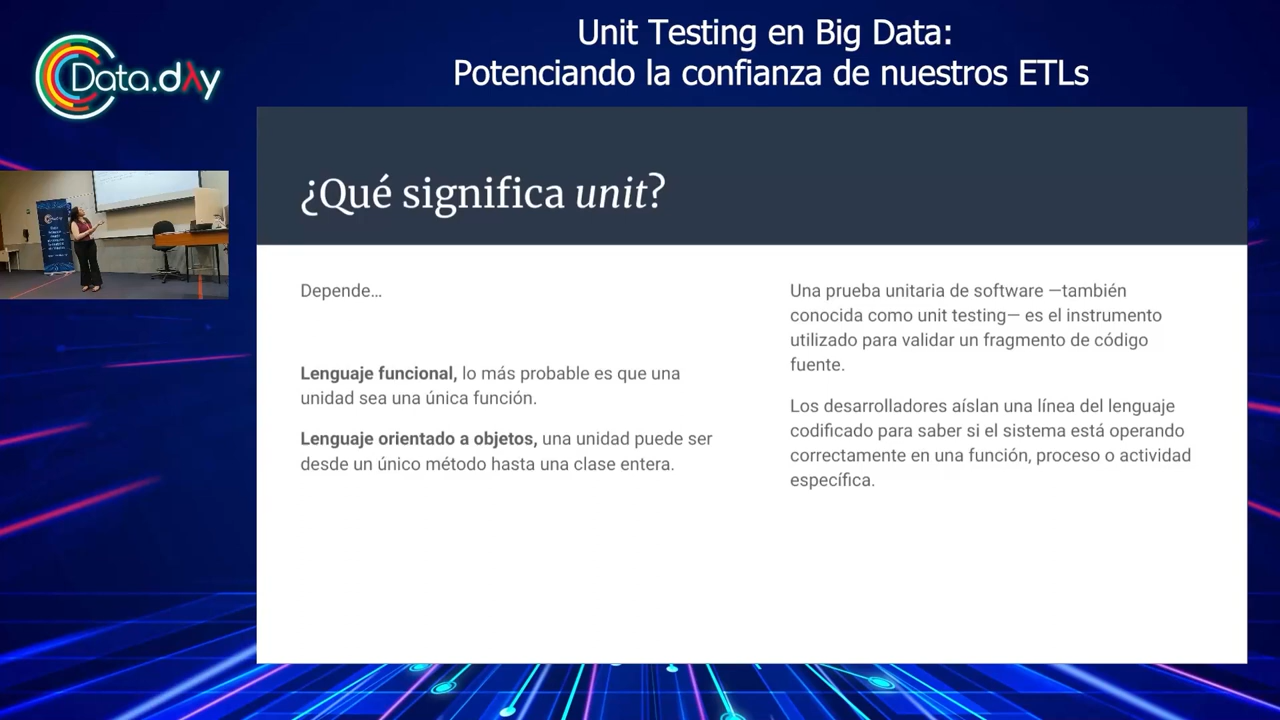 Unit Testing en Big Data:
Potenciando la confianza de nuestros ETLs
Data.dλy
¿Qué significa unit?
Depende...
Lenguaje funcional, lo más probable es que una
unidad sea una única función.
Lenguaje orientado a objetos, una unidad puede ser
desde un único método hasta una clase entera.
Una prueba unitaria de software —también
conocida como unit testing— es el instrumento
utilizado para validar un fragmento de código
fuente.
Los desarrolladores aíslan una línea del lenguaje
codificado para saber si el sistema está operando
correctamente en una función, proceso o actividad
específica.